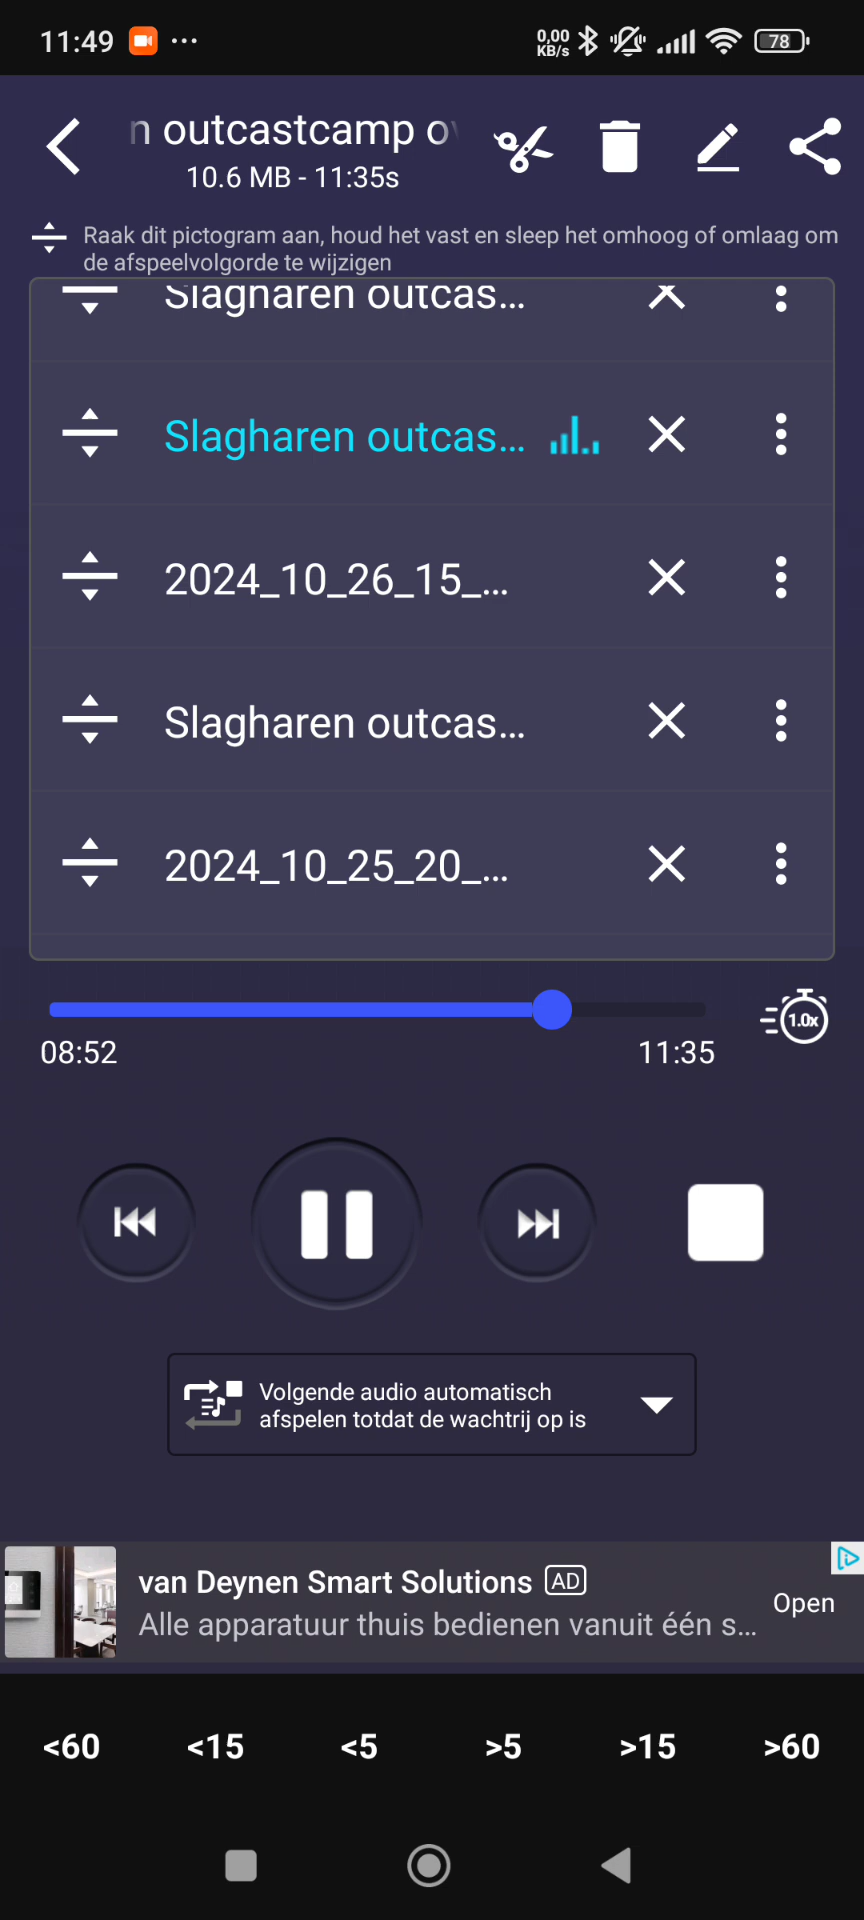 11:49
0,00
KB/s
78
n outcastcamp o
10.6 MB - 11:35s
Raak dit pictogram aan, houd het vast en sleep het omhoog of omlaag om
de afspeelvolgorde te wijzigen
Slagharen outcas...
Slagharen outcas...
2024_10_26_15_...
Slagharen outcas...
2024_10_25_20_...
08:52
11:35
1.0x
Volgende audio automatisch
afspelen totdat de wachtrij op is
van Deynen Smart Solutions AD
Alle apparatuur thuis bedienen vanuit één s...
Open
<60 <15 <5 >5 >15 >60